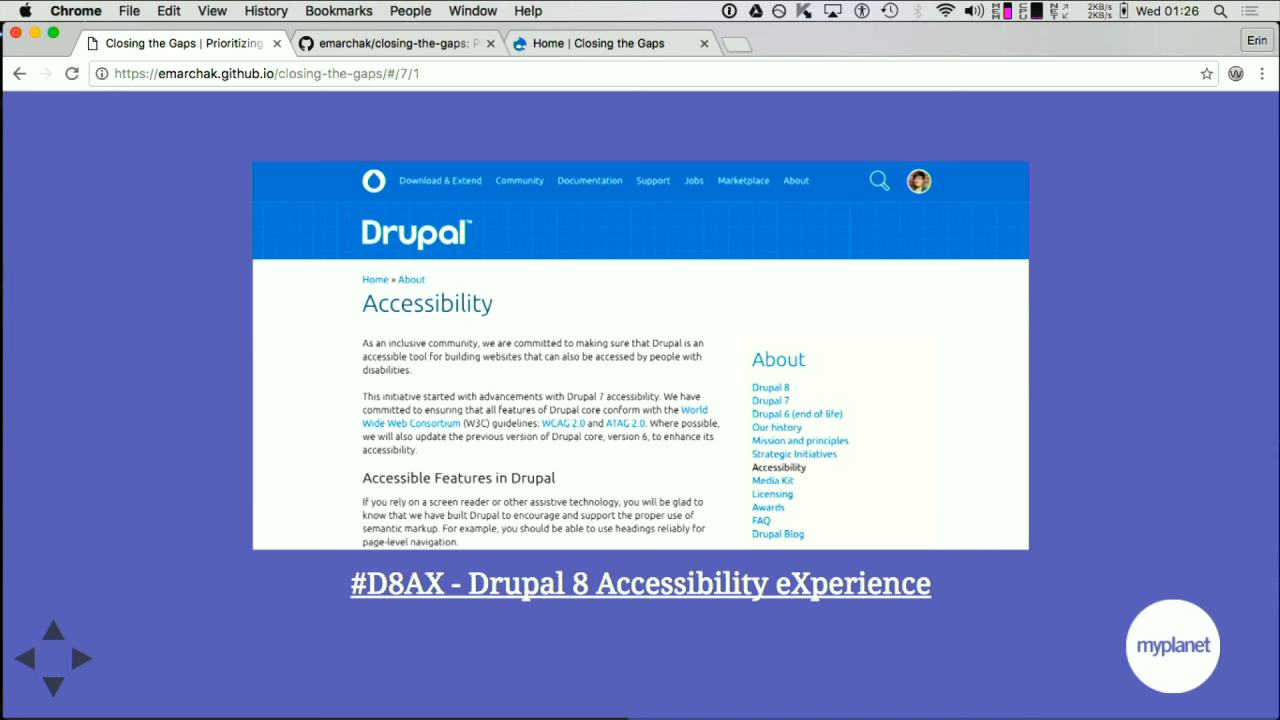 Chrome File Edit View History Bookmarks People Window Help 2KB/s 2KB/s Wed 01:26
Closing the Gaps | Prioritizing
emarchak/closing-the-gaps: P
Home | Closing the Gaps
Erin
https://emarchak.github.io/closing-the-gaps/#/7/1
Download & Extend Community Documentation Support Jobs Marketplace About
Drupal™
Home » About
Accessibility
As an inclusive community, we are committed to making sure that Drupal is an
accessible tool for building websites that can also be accessed by people with
disabilities.
This initiative started with advancements with Drupal 7 accessibility. We have
committed to ensuring that all features of Drupal core conform with the World
Wide Web Consortium (W3C) guidelines: WCAG 2.0 and ATAG 2.0. Where possible,
we will also update the previous version of Drupal core, version 6, to enhance its
accessibility.
Accessible Features in Drupal
If you rely on a screen reader or other assistive technology, you will be glad to
know that we have built Drupal to encourage and support the proper use of
semantic markup. For example, you should be able to use headings reliably for
page-level navigation.
About
Drupal 8
Drupal 7
Drupal 6 (end of life)
Our history
Mission and principles
Strategic Initiatives
Accessibility
Media Kit
Licensing
Awards
FAQ
Drupal Blog
#D8AX - Drupal 8 Accessibility eXperience
myplanet